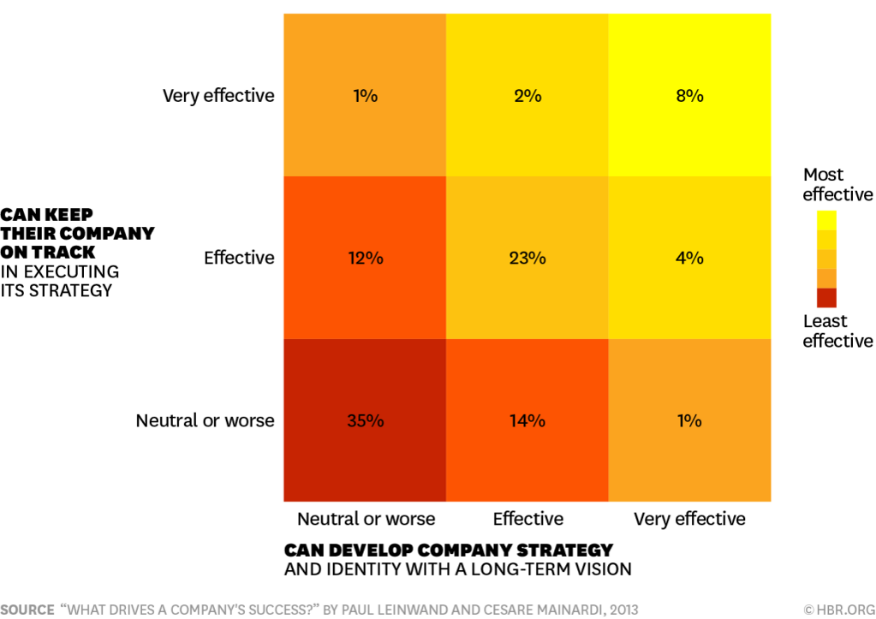 Very effective
1%
2%
8%
Most
effective
CAN KEEP
THEIR COMPANY
ON TRACK
IN EXECUTING
ITS STRATEGY
Effective
12%
23%
4%
Least
effective
Neutral or worse
35%
14%
1%
Neutral or worse
Effective
Very effective
CAN DEVELOP COMPANY STRATEGY
AND IDENTITY WITH A LONG-TERM VISION
SOURCE “WHAT DRIVES A COMPANY'S SUCCESS?” BY PAUL LEINWAND AND CESARE MAINARDI, 2013
© HBR.ORG